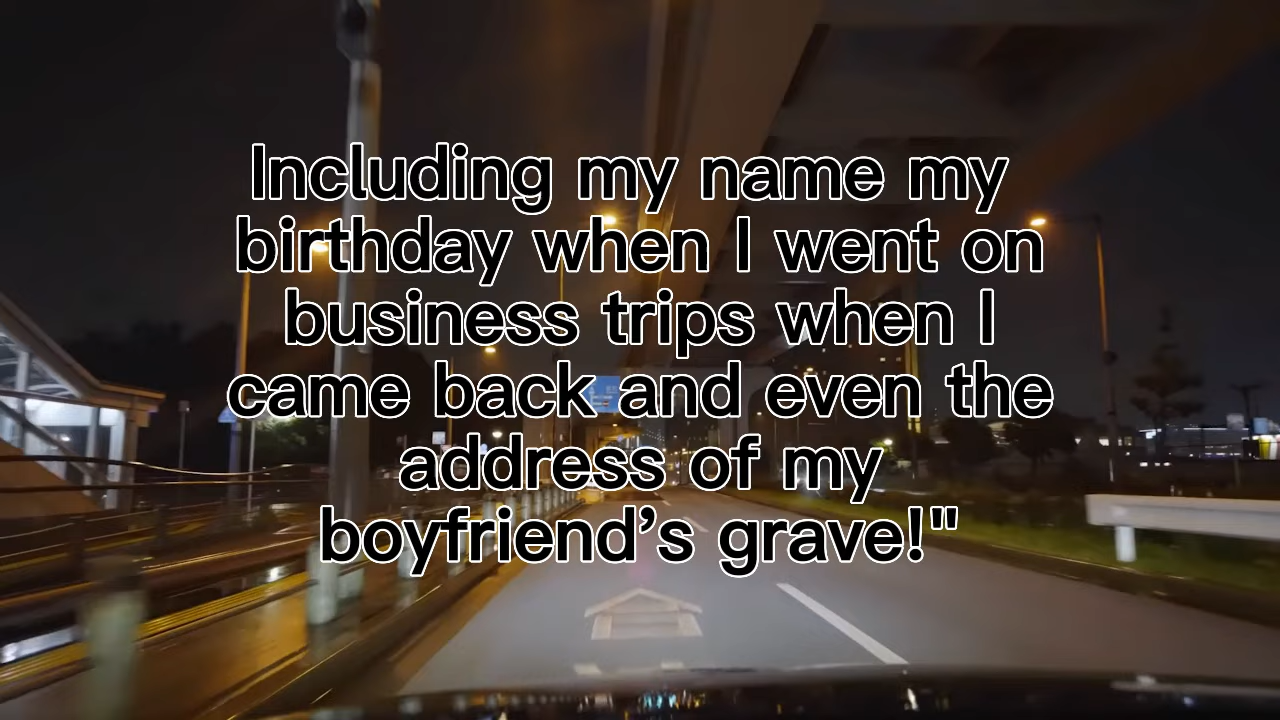 Including my name my
birthday when I went on
business trips when I
came back and even the
address of my
boyfriend’s grave!"